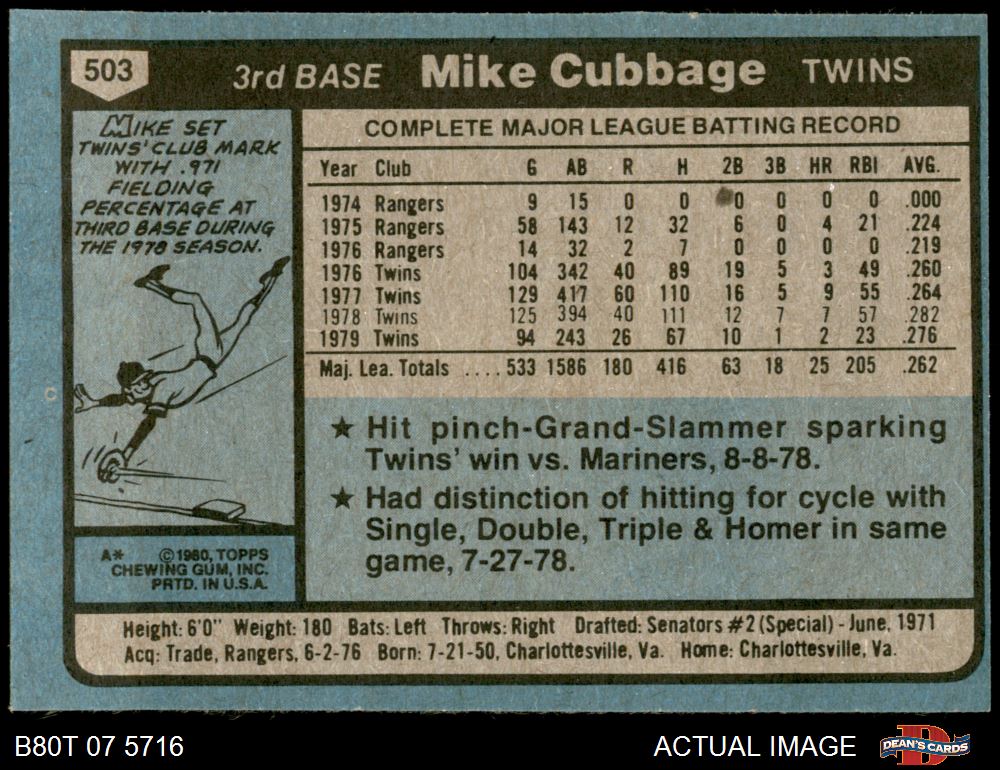 503
3rd BASE Mike Cubbage TWINS
MIKE SET
TWINS' CLUB MARK
WITH .971
FIELDING
PERCENTAGE AT
THIRD BASE DURING
THE 1978 SEASON.
COMPLETE MAJOR LEAGUE BATTING RECORD
Year Club G AB R H 2B 3B HR RBI AVG.
1974 Rangers 9 15 0 0 0 0 0 0 .000
1975 Rangers 58 143 12 32 6 0 4 21 .224
1976 Rangers 14 32 2 7 0 0 0 0 .219
1976 Twins 104 342 40 89 19 5 3 49 .260
1977 Twins 129 417 60 110 16 5 9 55 .264
1978 Twins 125 394 40 111 12 7 7 57 .282
1979 Twins 94 243 26 67 10 1 2 23 .276
Maj. Lea. Totals .... 533 1586 180 416 63 18 25 205 .262
★ Hit pinch-Grand-Slammer sparking
Twins' win vs. Mariners, 8-8-78.
★ Had distinction of hitting for cycle with
Single, Double, Triple & Homer in same
game, 7-27-78.
A* ©1980, TOPPS
CHEWING GUM, INC.
PRTD. IN U.S.A.
Height: 6'0" Weight: 180 Bats: Left Throws: Right Drafted: Senators #2 (Special) - June, 1971
Acq: Trade, Rangers, 6-2-76 Born: 7-21-50, Charlottesville, Va. Home: Charlottesville, Va.
B80T 07 5716
ACTUAL IMAGE
D
DEAN'S CARDS